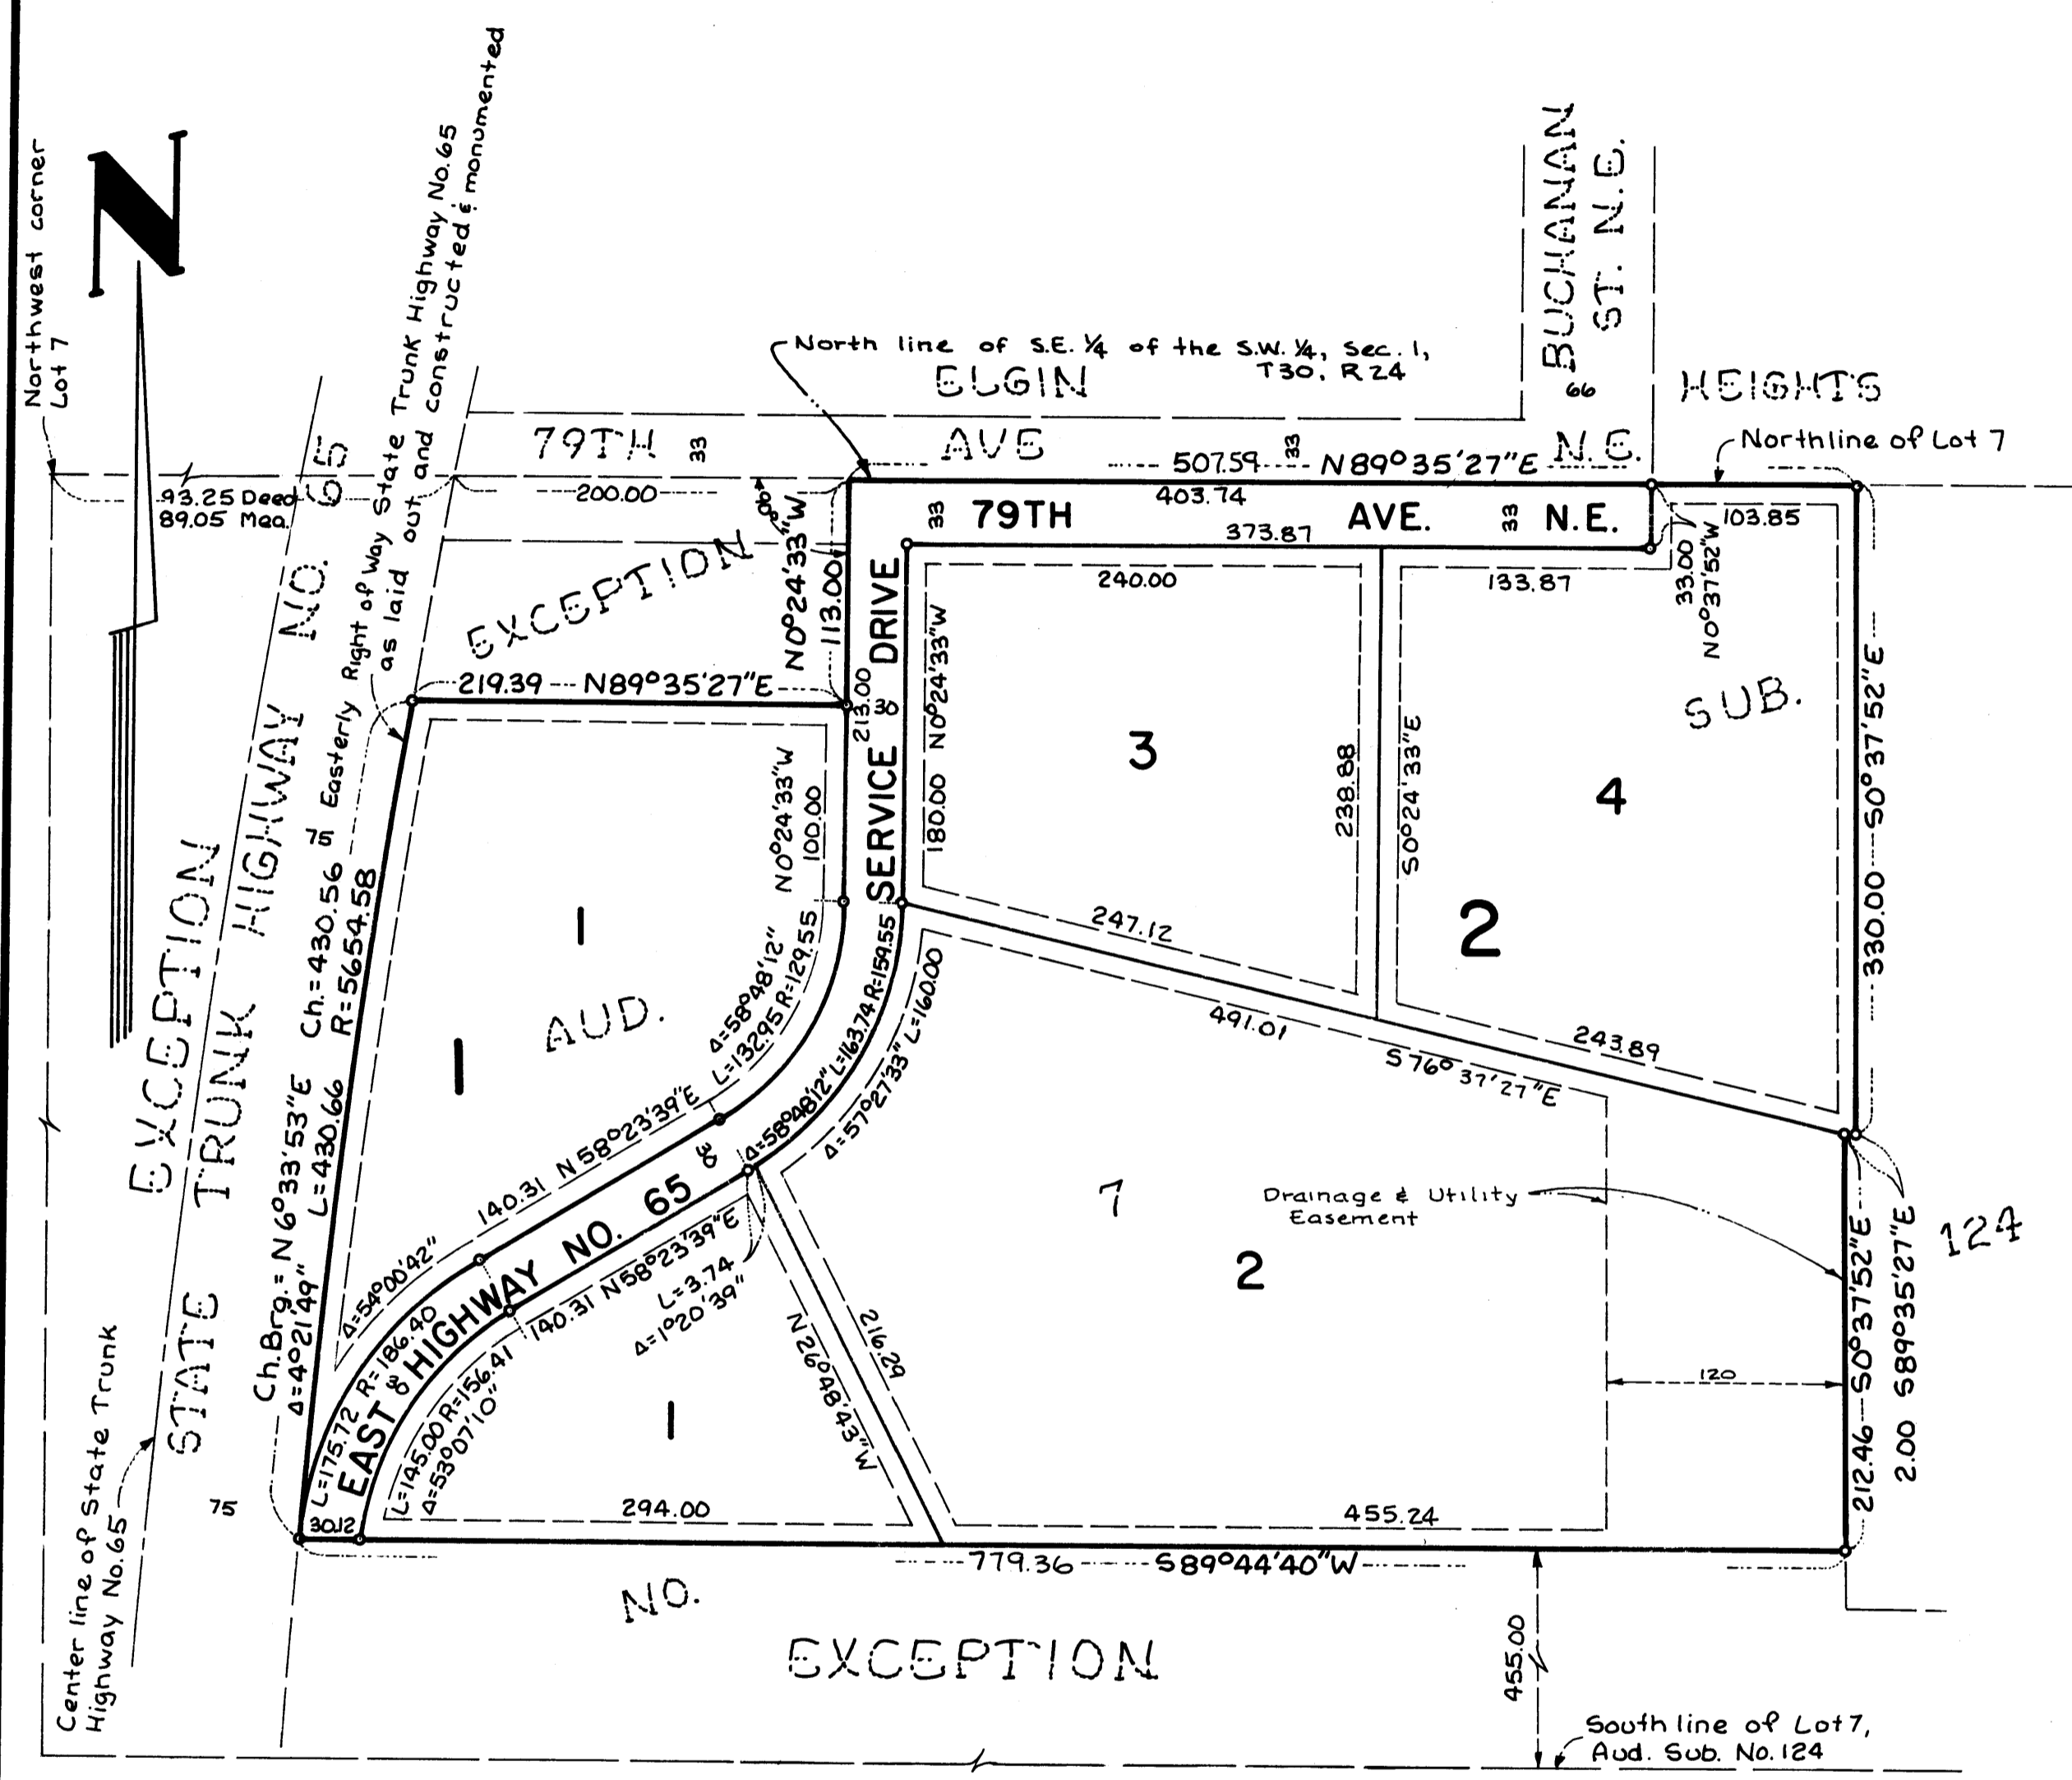 N
Northwest corner
Lot 7
Easterly Right of Way State Trunk Highway No.65
as laid out and constructed & monumented
BUCHANAN
ST. N.E.
66
North line of S.E. ¼ of the S.W. ¼, Sec. 1,
T30, R24
ELGIN
HEIGHTS
79TH 33 AVE 33 N.E.
North line of Lot 7
507.59 N89°35'27"E
93.25 Deed
89.05 Mea.
200.00
403.74
33 79TH AVE. 33 N.E.
373.87
103.85
33.00
N0°37'52"W
EXCEPTION
N0°24'33"W
113.00
240.00
133.87
219.39 N89°35'27"E
213.00
30
SERVICE DRIVE
180.00 N0°24'33"W
3
238.88
S0°24'33"E
SUB.
4
2
330.00 S0°37'52"E
N0°24'33"W
100.00
1
AUD.
1
75
Ch.=430.56
R=5654.58
Ch.Brg.=N6°33'53"E
Δ=4°21'49" L=430.66
EXCEPTION
STATE TRUNK HIGHWAY NO. 65
Δ=58°48'12"
L=132.95 R=129.55
Δ=58°48'12" L=163.74 R=159.55
Δ=57°27'33" L=160.00
247.12
491.01
S76°37'27"E
243.89
140.31 N58°23'39"E
30
EAST HIGHWAY NO. 65
30
140.31 N58°23'39"E
L=3.74
Δ=1°20'39"
Δ=54°00'42"
L=175.72 R=186.40
L=145.00 R=156.41
Δ=53°07'10"
7
Drainage & Utility
Easement
2
216.29
N26°48'43"W
1
120
212.46 S0°37'52"E
2.00 S89°35'27"E
124
Center line of State Trunk
Highway No.65
75
30.12
294.00
455.24
779.36 S89°44'40"W
NO.
EXCEPTION
455.00
South line of Lot 7,
Aud. Sub. No.124